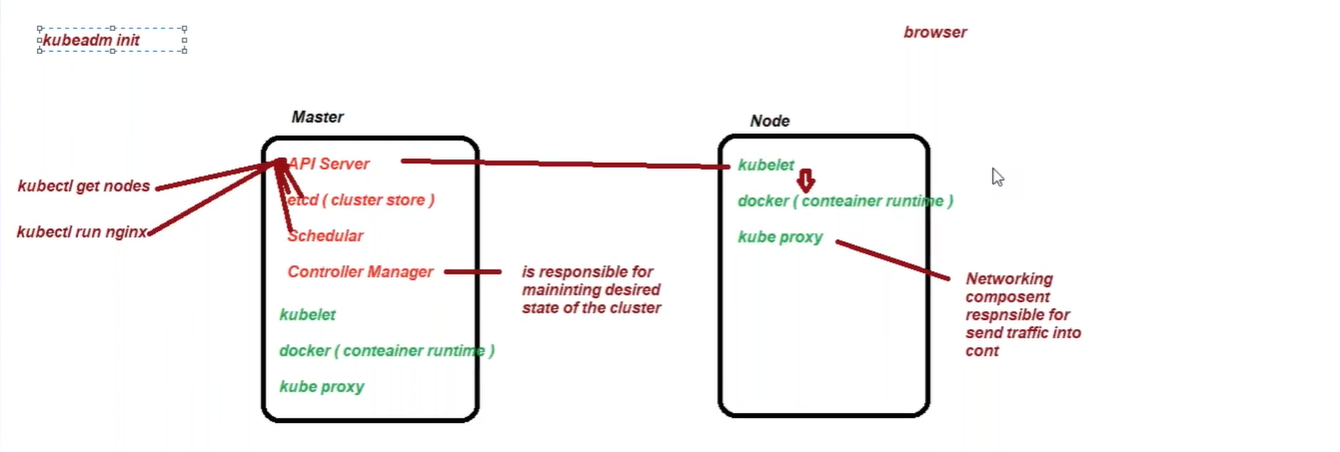 kubeadm init
browser
Master
Node
API Server
kubelet
kubectl get nodes
etcd ( cluster store )
docker ( conteainer runtime )
kubectl run nginx
Schedular
kube proxy
Controller Manager
is responsible for
maininting desired
state of the cluster
Networking
component
respnsible for
send traffic into
cont
kubelet
docker ( conteainer runtime )
kube proxy